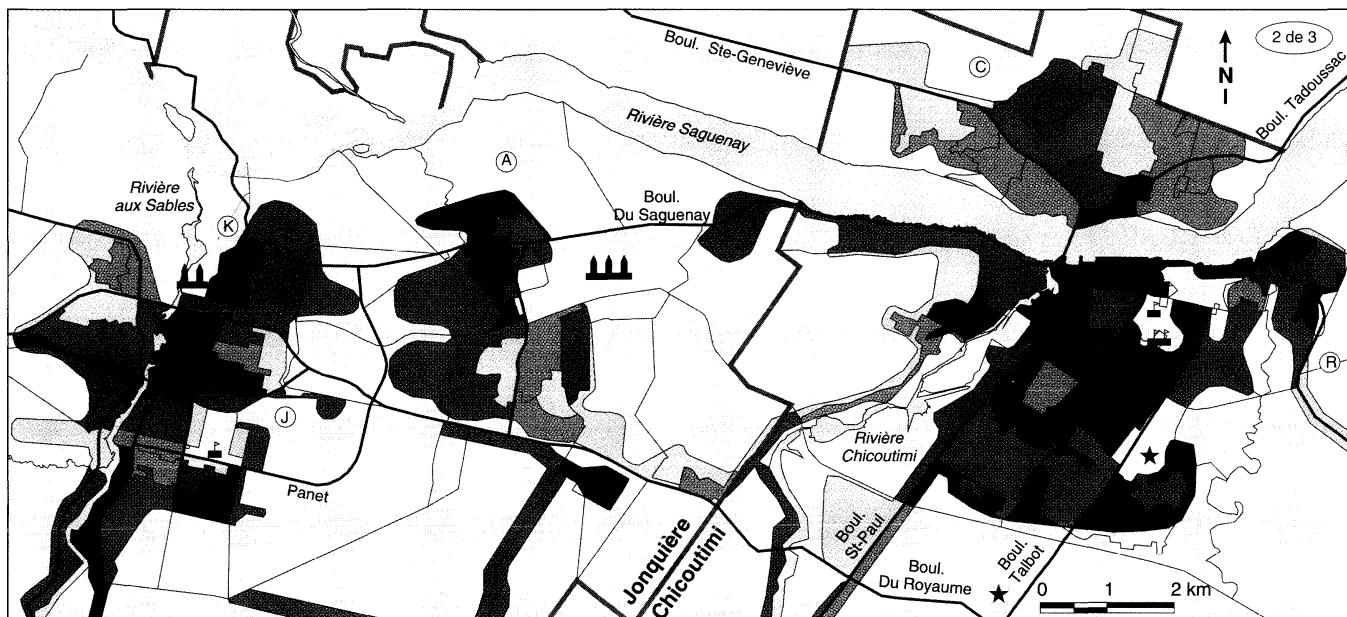 Boul. Ste-Geneviève
2 de 3
C
N
Boul. Tadoussac
Rivière Saguenay
A
Rivière
aux Sables
K
Boul.
Du Saguenay
R
J
Rivière
Chicoutimi
Panet
Boul.
St-Paul
Jonquière
Chicoutimi
Boul.
Du Royaume
Boul.
Talbot
0 1 2 km